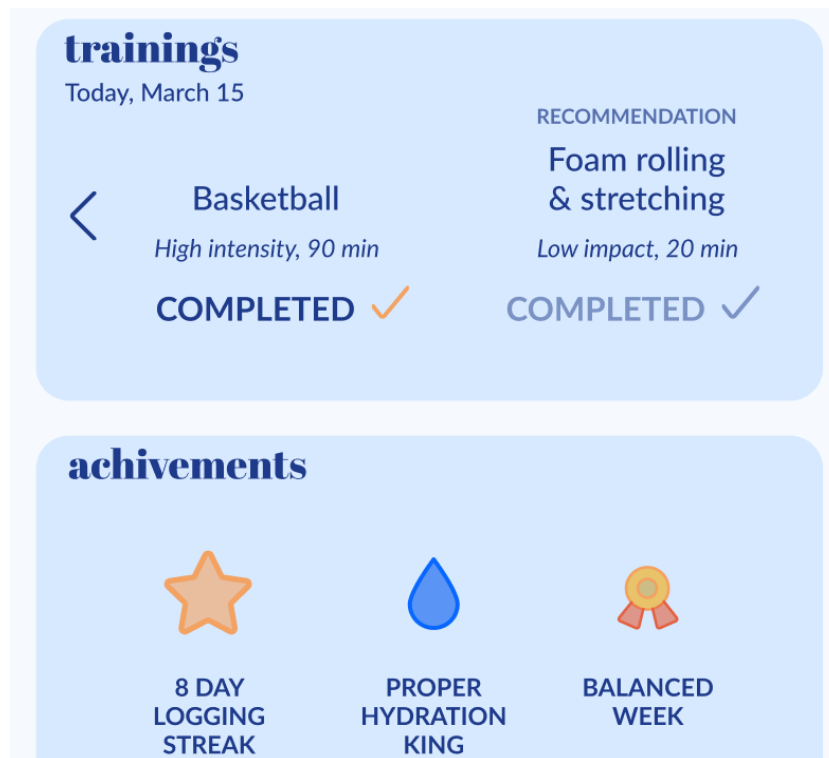 trainings
Today, March 15
Basketball
High intensity, 90 min
COMPLETED
RECOMMENDATION
Foam rolling
& stretching
Low impact, 20 min
COMPLETED
achivements
8 DAY
LOGGING
STREAK
PROPER
HYDRATION
KING
BALANCED
WEEK